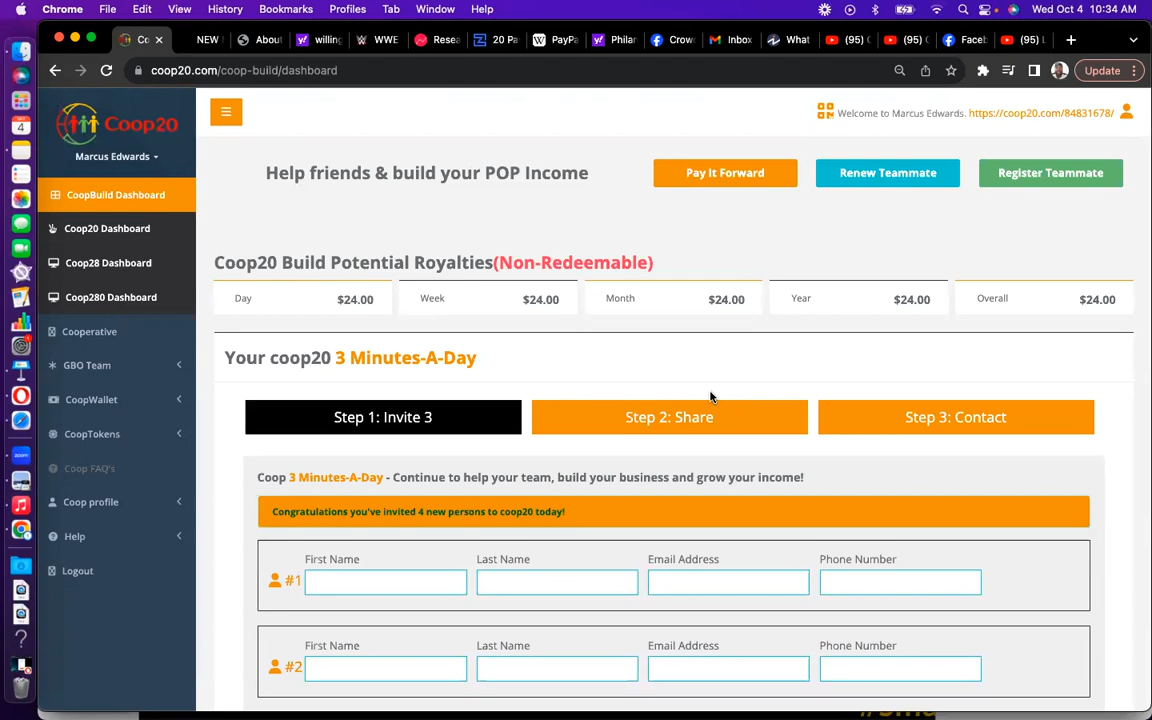 Chrome File Edit View History Bookmarks Profiles Tab Window Help Wed Oct 4 10:34 AM
Co NEW Abou willing WWE Resea 20 Pa PayPa Philan Crow Inbox What (95) (95) Faceb (95)
coop20.com/coop-build/dashboard Update
Coop20
Marcus Edwards
Welcome to Marcus Edwards. https://coop20.com/84831678/
Help friends & build your POP Income Pay It Forward Renew Teammate Register Teammate
CoopBuild Dashboard
Coop20 Dashboard
Coop28 Dashboard
Coop280 Dashboard
Cooperative
GBO Team
CoopWallet
CoopTokens
Coop FAQ's
Coop profile
Help
Logout
Coop20 Build Potential Royalties(Non-Redeemable)
Day $24.00 Week $24.00 Month $24.00 Year $24.00 Overall $24.00
Your coop20 3 Minutes-A-Day
Step 1: Invite 3 Step 2: Share Step 3: Contact
Coop 3 Minutes-A-Day - Continue to help your team, build your business and grow your income!
Congratulations you've invited 4 new persons to coop20 today!
First Name Last Name Email Address Phone Number
#1
First Name Last Name Email Address Phone Number
#2